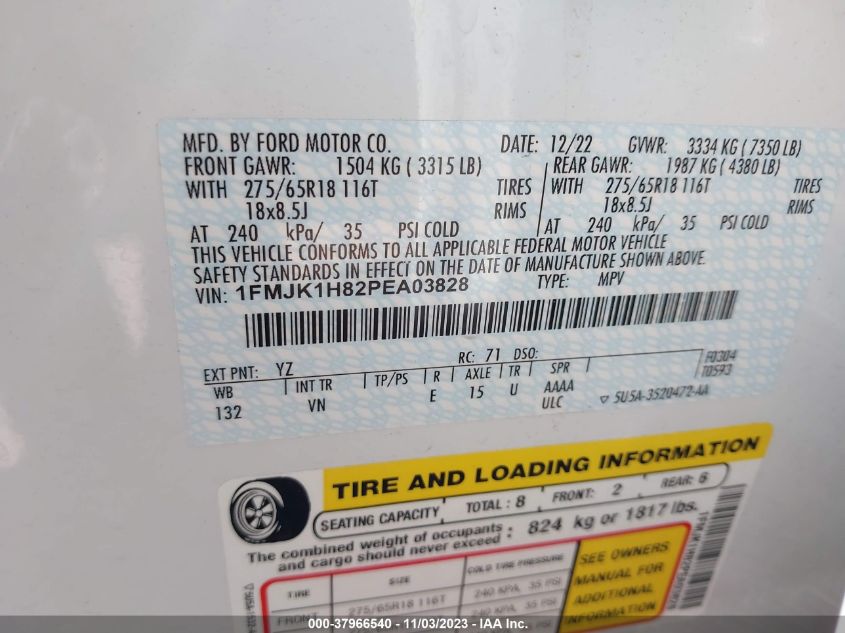 MFD. BY FORD MOTOR CO. DATE: 12/22 GVWR: 3334 KG ( 7350 LB)
FRONT GAWR: 1504 KG ( 3315 LB) REAR GAWR: 1987 KG ( 4380 LB)
WITH 275/65R18 116T TIRES WITH 275/65R18 116T TIRES
18x8.5J RIMS 18x8.5J RIMS
AT 240 kPa/ 35 PSI COLD AT 240 kPa/ 35 PSI COLD
THIS VEHICLE CONFORMS TO ALL APPLICABLE FEDERAL MOTOR VEHICLE
SAFETY STANDARDS IN EFFECT ON THE DATE OF MANUFACTURE SHOWN ABOVE.
VIN: 1FMJK1H82PEA03828 TYPE: MPV
EXT PNT: YZ RC: 71 DSO: F0304
T0593
WB INT TR TP/PS R AXLE TR SPR
132 VN E 15 U AAAA
ULC ▽ 5U5A-3520472-AA
TIRE AND LOADING INFORMATION
SEATING CAPACITY TOTAL : 8 FRONT: 2 REAR: 6
The combined weight of occupants : 824 kg or 1817 lbs.
and cargo should never exceed
TIRE SIZE COLD TIRE PRESSURE SEE OWNERS
MANUAL FOR
ADDITIONAL
INFORMATION
FRONT 275/65R18 116T 240 KPA, 35 PSI
240 KPA, 35 PSI
000-37966540 - 11/03/2023 - IAA Inc.